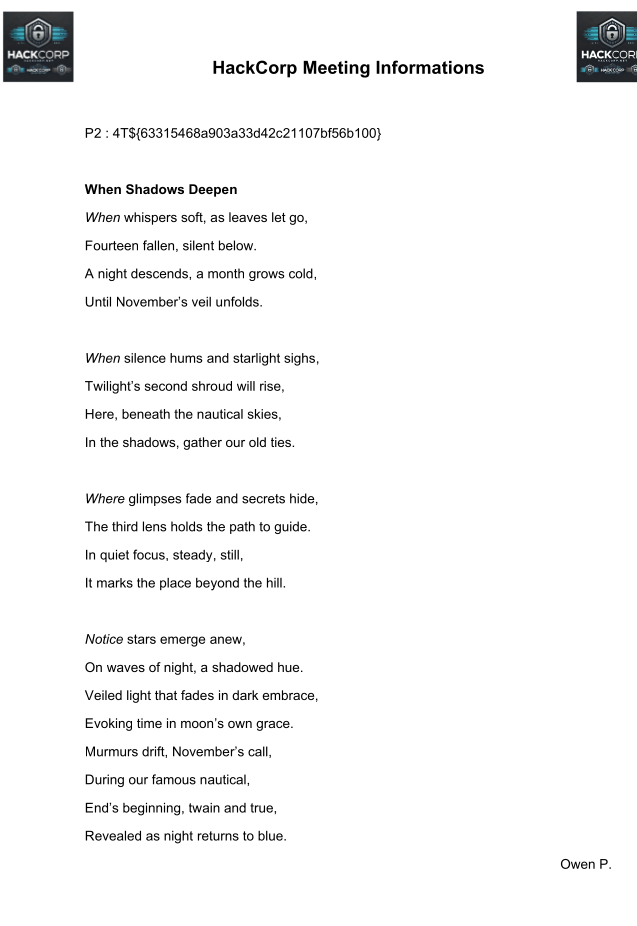 HACKCORP
HACKCORP
HackCorp Meeting Informations
P2 : 4T${63315468a903a33d42c21107bf56b100}
When Shadows Deepen
When whispers soft, as leaves let go,
Fourteen fallen, silent below.
A night descends, a month grows cold,
Until November’s veil unfolds.
When silence hums and starlight sighs,
Twilight’s second shroud will rise,
Here, beneath the nautical skies,
In the shadows, gather our old ties.
Where glimpses fade and secrets hide,
The third lens holds the path to guide.
In quiet focus, steady, still,
It marks the place beyond the hill.
Notice stars emerge anew,
On waves of night, a shadowed hue.
Veiled light that fades in dark embrace,
Evoking time in moon’s own grace.
Murmurs drift, November’s call,
During our famous nautical,
End’s beginning, twain and true,
Revealed as night returns to blue.
Owen P.